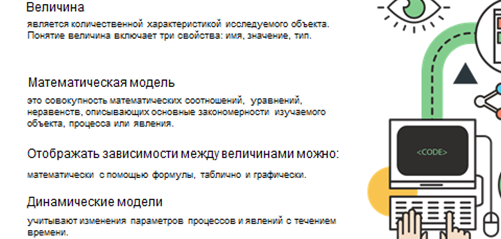 Величина
является количественной характеристикой исследуемого объекта.
Понятие величина включает три свойства: имя, значение, тип.
Математическая модель
это совокупность математических соотношений, уравнений,
неравенств, описывающих основные закономерности изучаемого
объекта, процесса или явления.
Отображать зависимости между величинами можно:
математически с помощью формулы, таблично и графически.
Динамические модели
учитывают изменения параметров процессов и явлений с течением
времени.
<CODE>